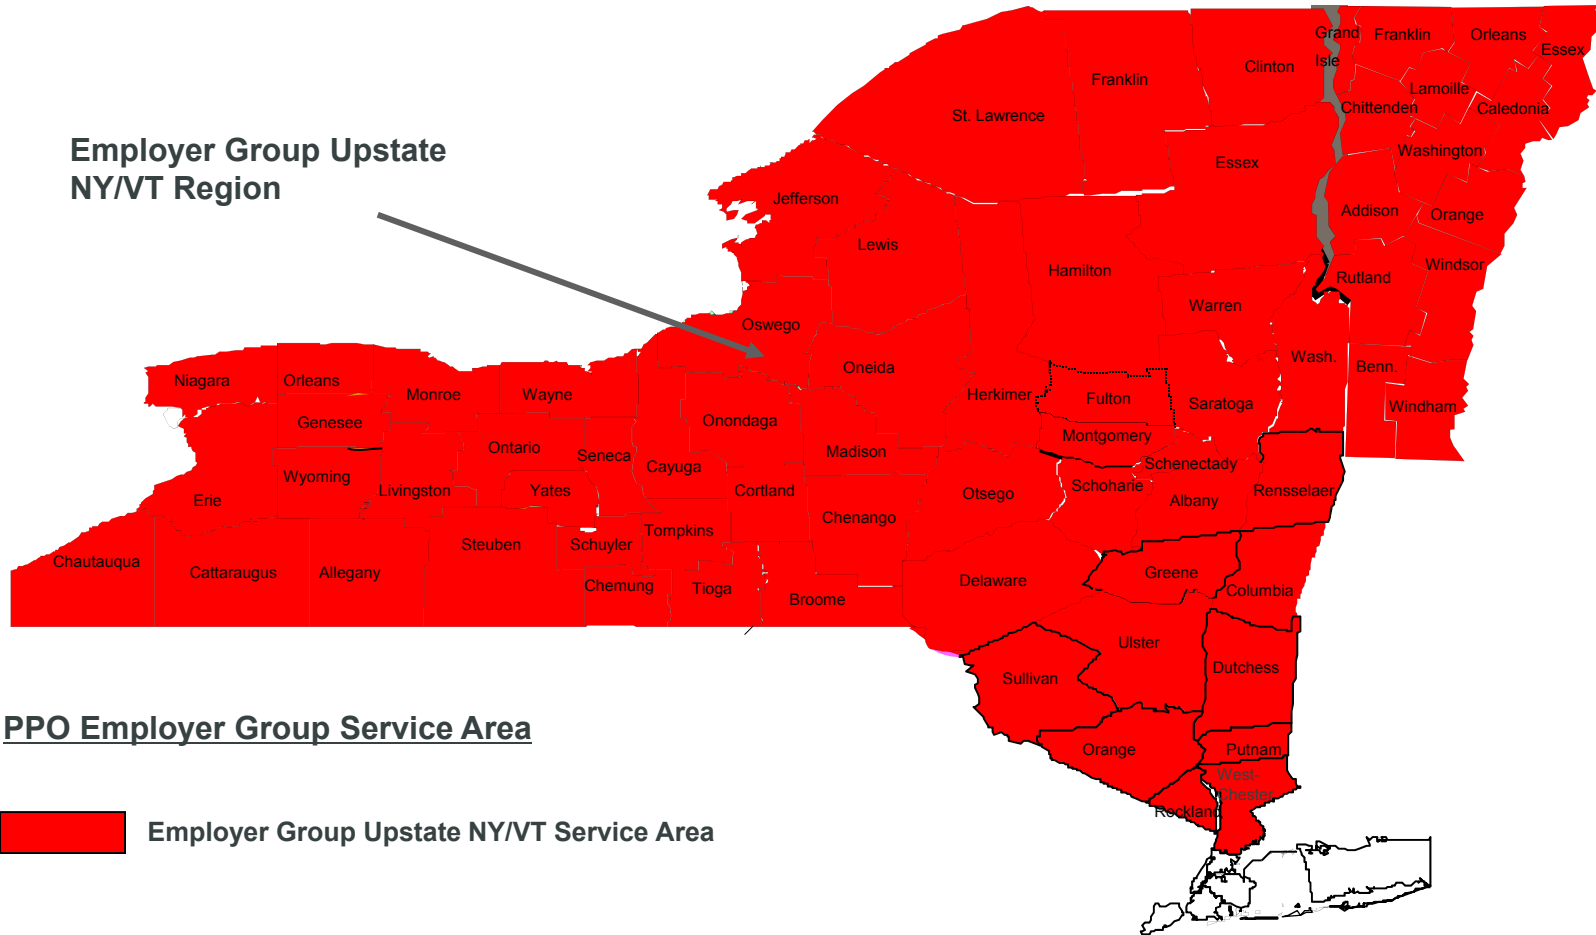 Employer Group Upstate
NY/VT Region
Grand
Isle
Franklin
Orleans
Essex
Clinton
Franklin
St. Lawrence
Lamoille
Chittenden
Caledonia
Washington
Essex
Jefferson
Addison
Orange
Lewis
Hamilton
Windsor
Rutland
Warren
Oswego
Wash.
Benn.
Oneida
Niagara
Orleans
Monroe
Wayne
Herkimer
Fulton
Saratoga
Windham
Genesee
Onondaga
Montgomery
Ontario
Seneca
Madison
Cayuga
Schenectady
Wyoming
Livingston
Yates
Cortland
Otsego
Schoharie
Albany
Rensselaer
Erie
Chenango
Tompkins
Steuben
Schuyler
Chautauqua
Cattaraugus
Allegany
Chemung
Tioga
Broome
Delaware
Greene
Columbia
Ulster
Sullivan
Dutchess
PPO Employer Group Service Area
Orange
Putnam
West-
Chester
Rockland
Employer Group Upstate NY/VT Service Area